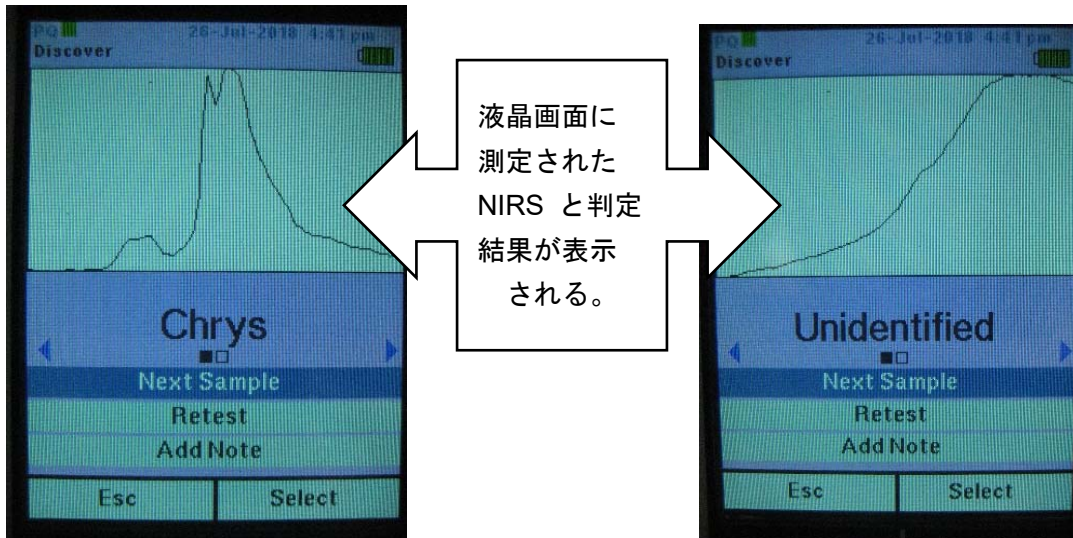 PQ 26-Jul-2018 4:41 pm
Discover
Chrys
Next Sample
Retest
Add Note
Esc Select
液晶画面に
測定された
NIRS と判定
結果が表示
される。
PQ 26-Jul-2018 4:41 pm
Discover
Unidentified
Next Sample
Retest
Add Note
Esc Select